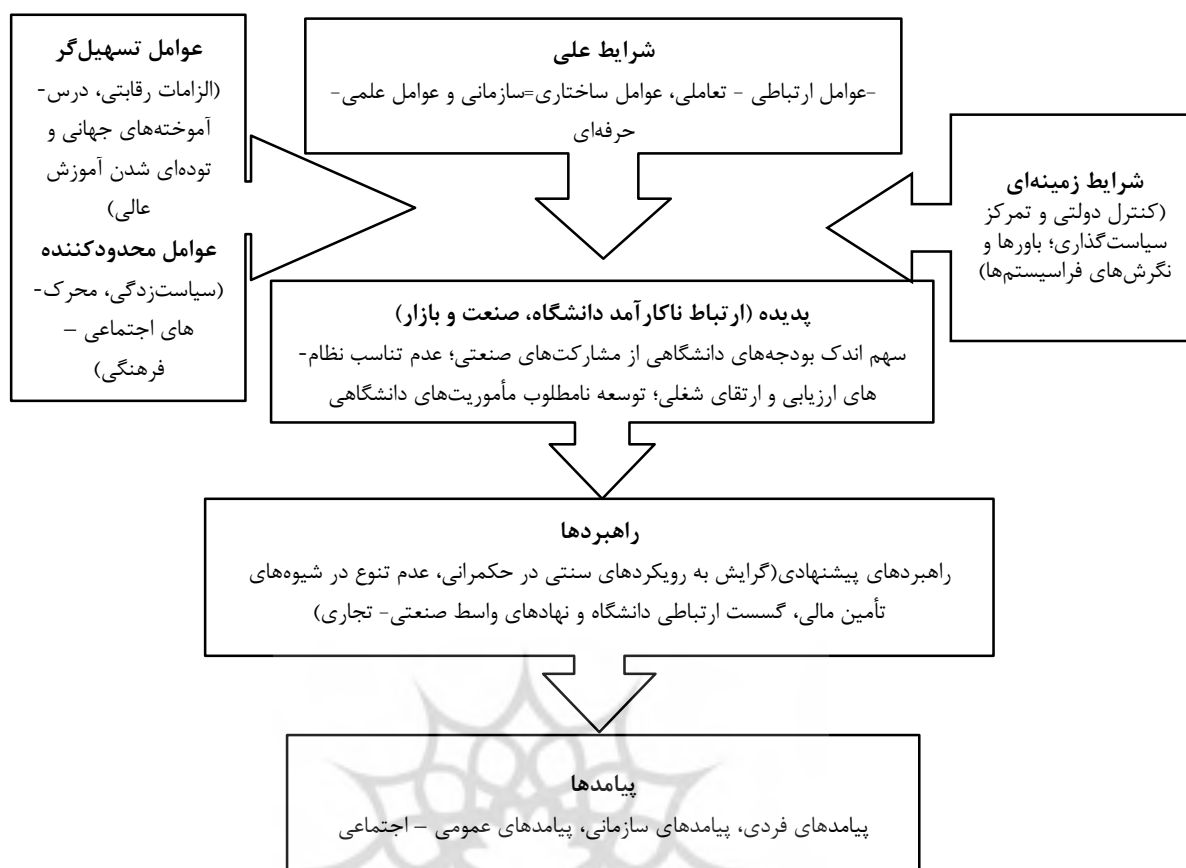 شرایط علی
-عوامل ارتباطی - تعاملی، عوامل ساختاری=سازمانی و عوامل علمی-
حرفه‌ای
عوامل تسهیل‌گر
(الزامات رقابتی، درس-
آموخته‌های جهانی و
توده‌ای شدن آموزش
عالی)
عوامل محدودکننده
(سیاست‌زدگی، محرک-
های اجتماعی –
فرهنگی)
شرایط زمینه‌ای
(کنترل دولتی و تمرکز
سیاست‌گذاری؛ باورها و
نگرش‌های فراسیستم‌ها)
پدیده (ارتباط ناکارآمد دانشگاه، صنعت و بازار)
سهم اندک بودجه‌های دانشگاهی از مشارکت‌های صنعتی؛ عدم تناسب نظام-
های ارزیابی و ارتقای شغلی؛ توسعه نامطلوب مأموریت‌های دانشگاهی
راهبردها
راهبردهای پیشنهادی(گرایش به رویکردهای سنتی در حکمرانی، عدم تنوع در شیوه‌های
تأمین مالی، گسست ارتباطی دانشگاه و نهادهای واسط صنعتی- تجاری)
پیامدها
پیامدهای فردی، پیامدهای سازمانی، پیامدهای عمومی – اجتماعی